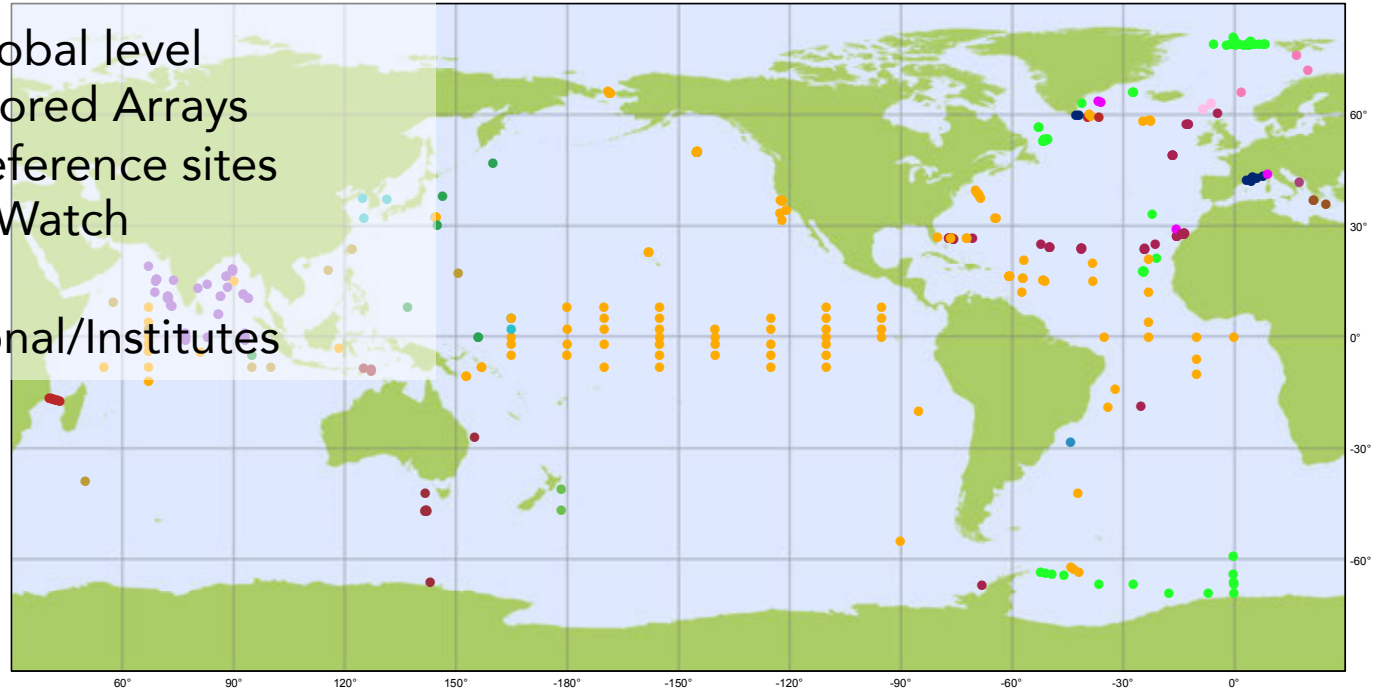 obal level
ored Arrays
eference sites
Watch
onal/Institutes
60°
30°
0°
-30°
-60°
60° 90° 120° 150° -180° -150° -120° -90° -60° -30° 0°